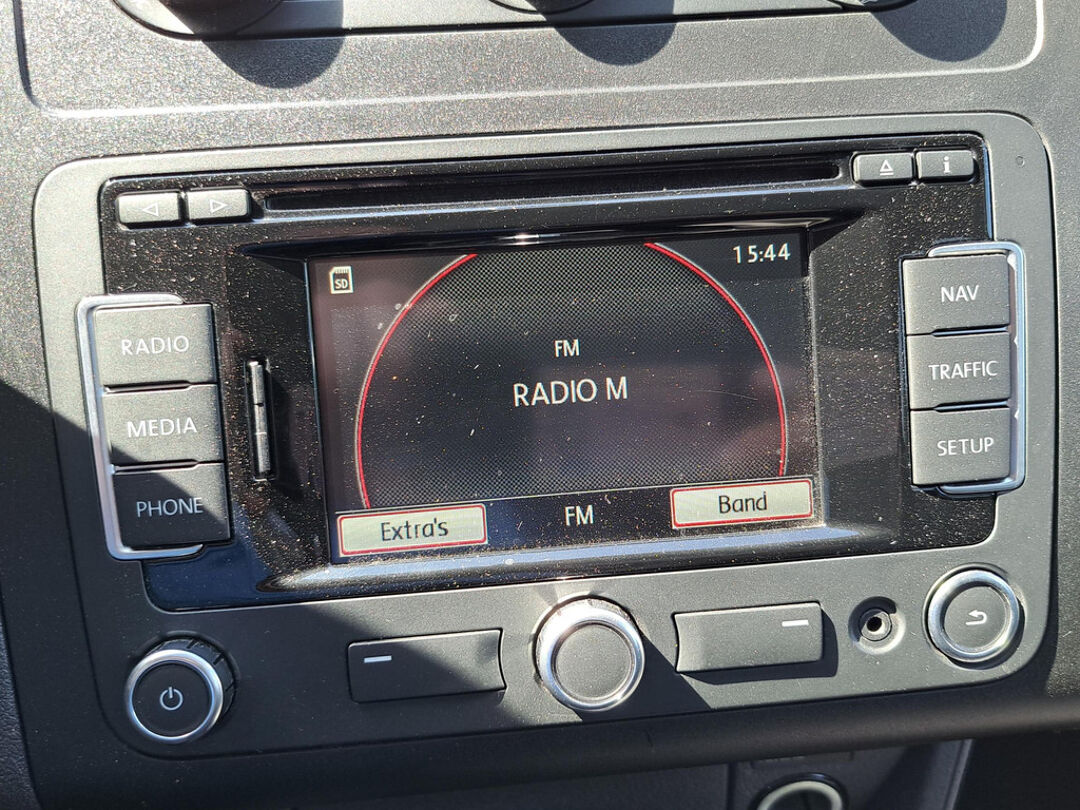 i
15:44
SD
NAV
RADIO
FM
TRAFFIC
RADIO M
MEDIA
SETUP
PHONE
Extra's
FM
Band